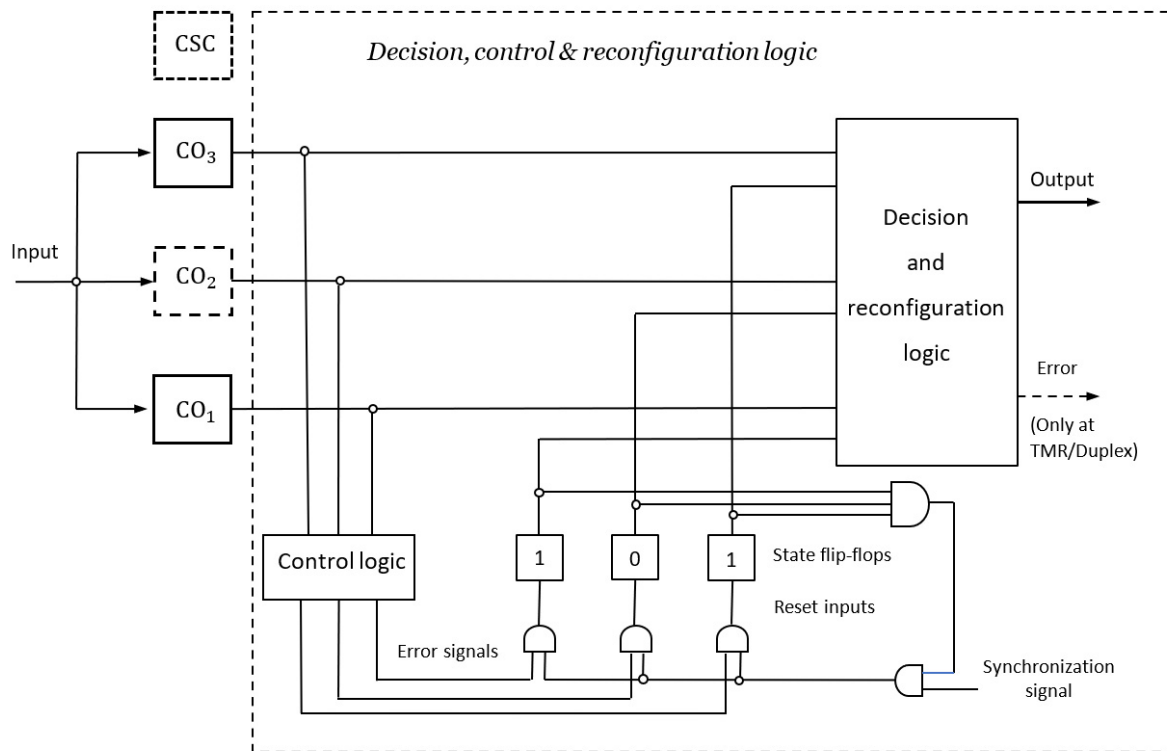 CSC
Decision, control & reconfiguration logic
CO₃
Output
Decision
and
reconfiguration
logic
Input
CO₂
Error
(Only at
TMR/Duplex)
CO₁
Control logic
1
0
1
State flip-flops
Reset inputs
Error signals
Synchronization
signal